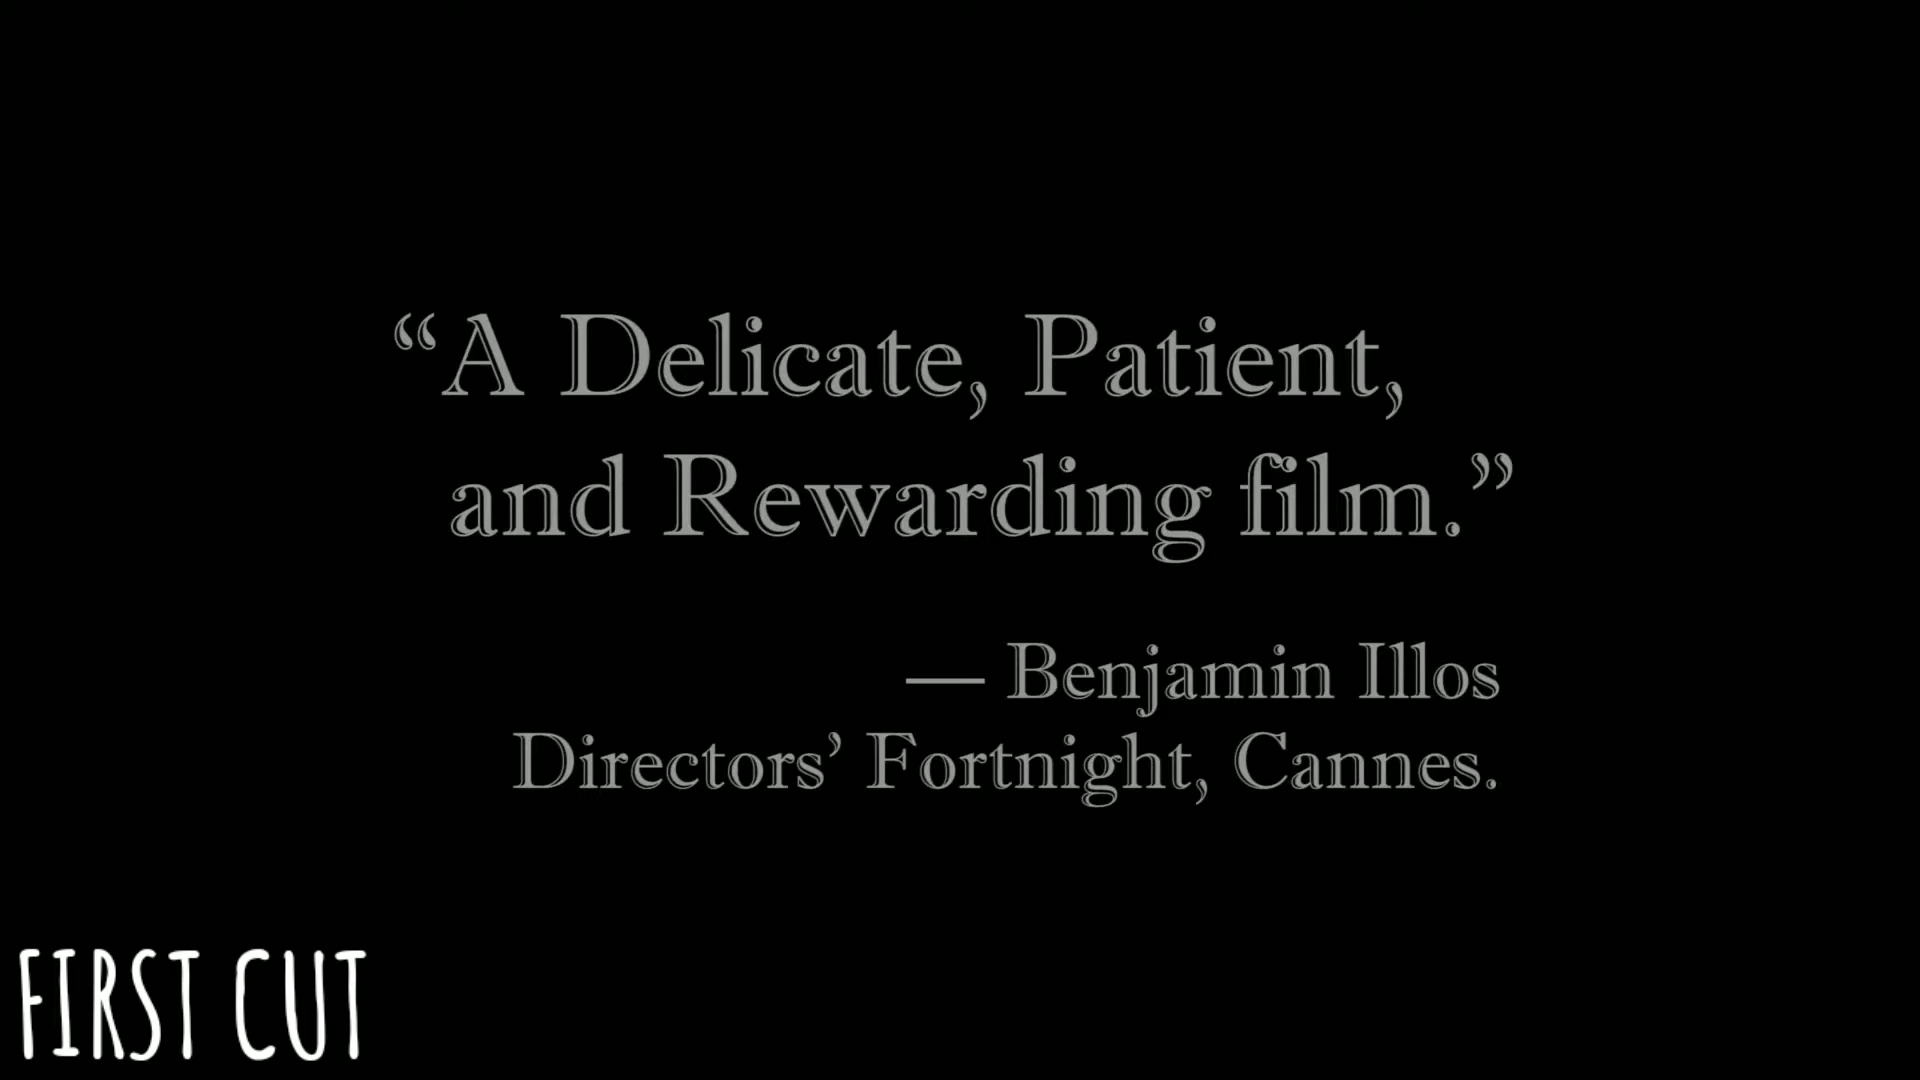 “A Delicate, Patient,
and Rewarding film.”
— Benjamin Illos
Directors’ Fortnight, Cannes.
FIRST CUT